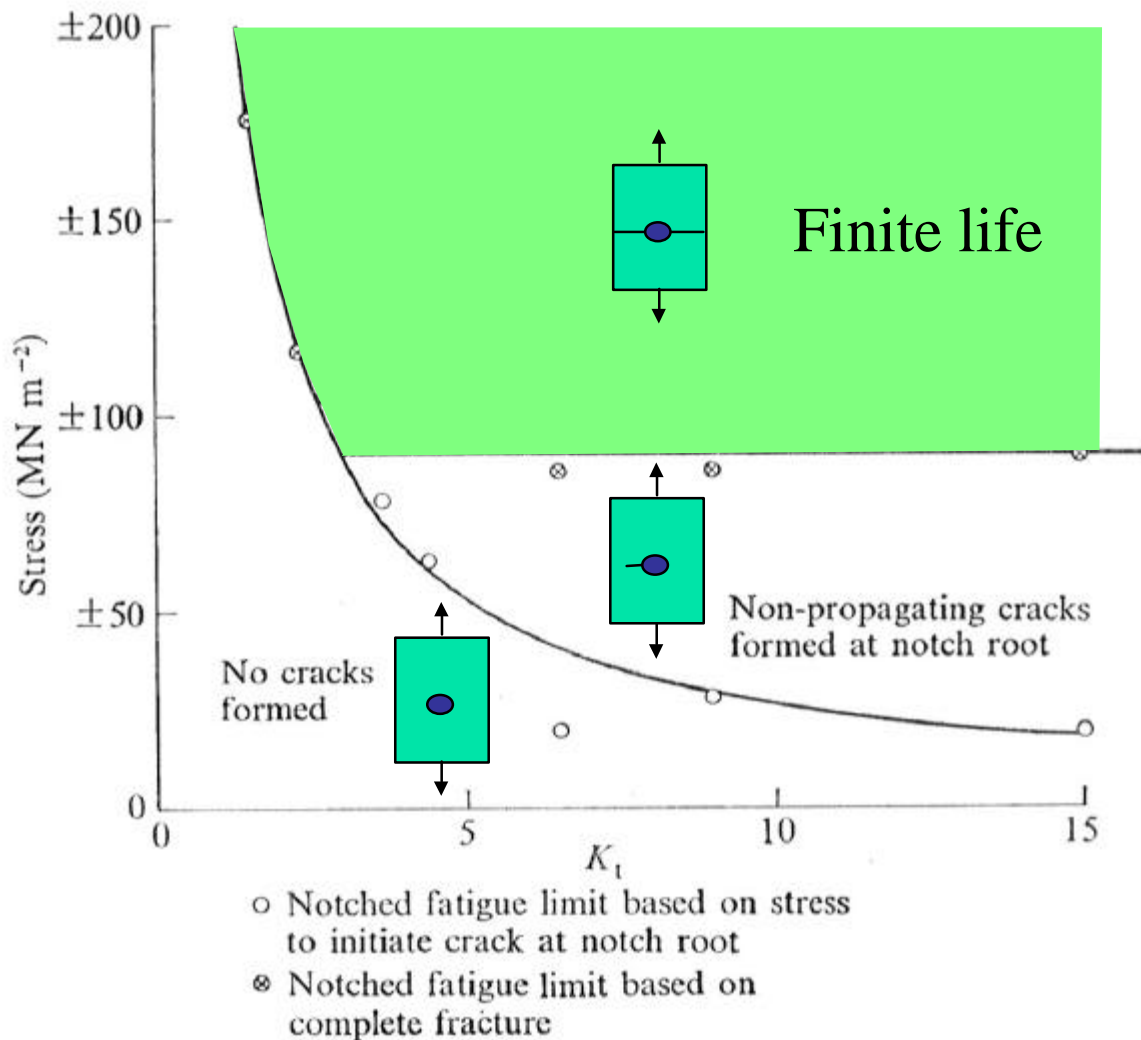 ±200
±150
±100
±50
0
Stress (MN m⁻²)
Finite life
Non-propagating cracks
formed at notch root
No cracks
formed
0 5 10 15
Kₜ
Notched fatigue limit based on stress
to initiate crack at notch root
Notched fatigue limit based on
complete fracture